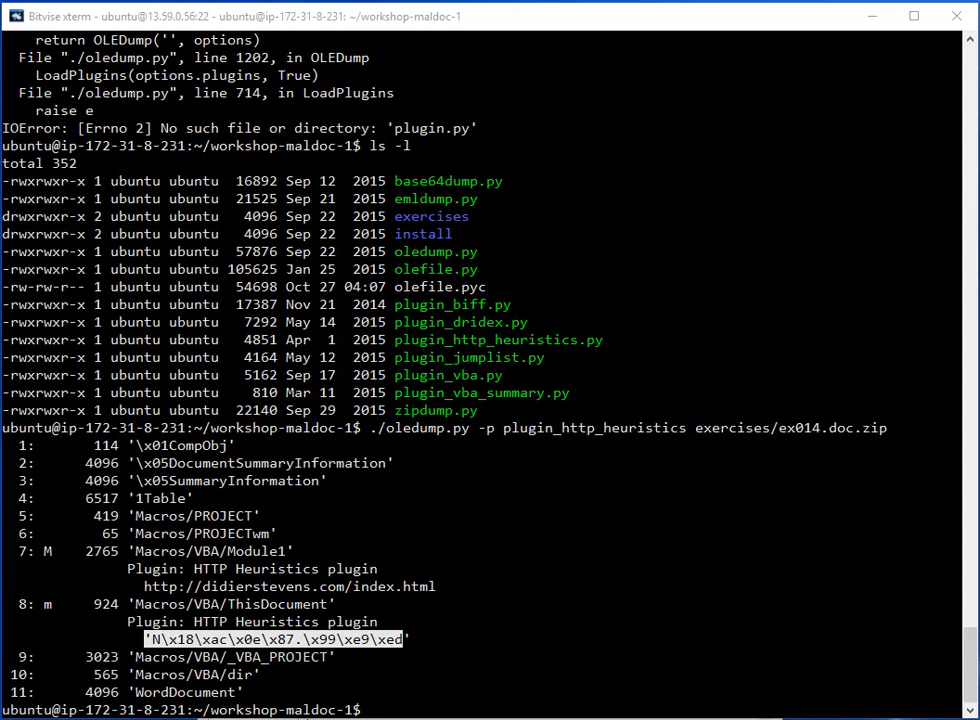 Bitvise xterm - ubuntu@13.59.0.56:22 - ubuntu@ip-172-31-8-231: ~/workshop-maldoc-1
    return OLEDump('', options)
  File "./oledump.py", line 1202, in OLEDump
    LoadPlugins(options.plugins, True)
  File "./oledump.py", line 714, in LoadPlugins
    raise e
IOError: [Errno 2] No such file or directory: 'plugin.py'
ubuntu@ip-172-31-8-231:~/workshop-maldoc-1$ ls -l
total 352
-rwxrwxr-x 1 ubuntu ubuntu  16892 Sep 12  2015 base64dump.py
-rwxrwxr-x 1 ubuntu ubuntu  21525 Sep 21  2015 emldump.py
drwxrwxr-x 2 ubuntu ubuntu   4096 Sep 22  2015 exercises
drwxrwxr-x 2 ubuntu ubuntu   4096 Sep 22  2015 install
-rwxrwxr-x 1 ubuntu ubuntu  57876 Sep 22  2015 oledump.py
-rwxrwxr-x 1 ubuntu ubuntu 105625 Jan 25  2015 olefile.py
-rw-rw-r-- 1 ubuntu ubuntu  54698 Oct 27 04:07 olefile.pyc
-rwxrwxr-x 1 ubuntu ubuntu  17387 Nov 21  2014 plugin_biff.py
-rwxrwxr-x 1 ubuntu ubuntu   7292 May 14  2015 plugin_dridex.py
-rwxrwxr-x 1 ubuntu ubuntu   4851 Apr  1  2015 plugin_http_heuristics.py
-rwxrwxr-x 1 ubuntu ubuntu   4164 May 12  2015 plugin_jumplist.py
-rwxrwxr-x 1 ubuntu ubuntu   5162 Sep 17  2015 plugin_vba.py
-rwxrwxr-x 1 ubuntu ubuntu    810 Mar 11  2015 plugin_vba_summary.py
-rwxrwxr-x 1 ubuntu ubuntu  22140 Sep 29  2015 zipdump.py
ubuntu@ip-172-31-8-231:~/workshop-maldoc-1$ ./oledump.py -p plugin_http_heuristics exercises/ex014.doc.zip
  1:       114 '\x01CompObj'
  2:      4096 '\x05DocumentSummaryInformation'
  3:      4096 '\x05SummaryInformation'
  4:      6517 '1Table'
  5:       419 'Macros/PROJECT'
  6:        65 'Macros/PROJECTwm'
  7: M    2765 'Macros/VBA/Module1'
               Plugin: HTTP Heuristics plugin
                 http://didierstevens.com/index.html
  8: m     924 'Macros/VBA/ThisDocument'
               Plugin: HTTP Heuristics plugin
                 'N\x18\xac\x0e\x87.\x99\xe9\xed'
  9:      3023 'Macros/VBA/_VBA_PROJECT'
 10:       565 'Macros/VBA/dir'
 11:      4096 'WordDocument'
ubuntu@ip-172-31-8-231:~/workshop-maldoc-1$